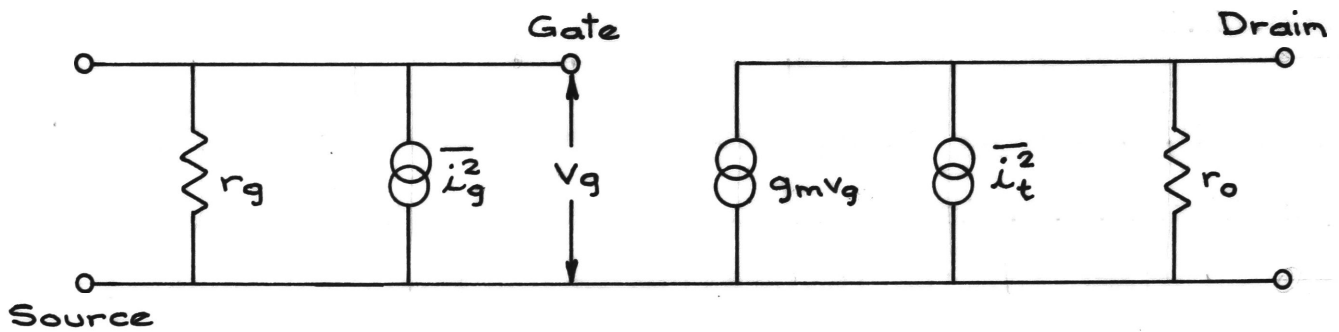 Gate
Drain
r_g
i_g^2
V_g
g_m v_g
i_t^2
r_o
Source